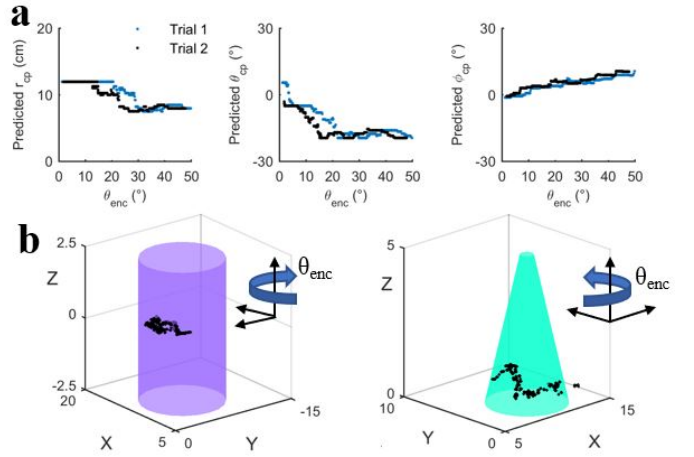 a
Trial 1
Trial 2
Predicted r_cp (cm)
20
10
0
0 10 20 30 40 50
θ_enc (°)
Predicted θ_cp (°)
30
0
-30
0 10 20 30 40 50
θ_enc (°)
Predicted ϕ_cp (°)
30
0
-30
0 10 20 30 40 50
θ_enc (°)
b
2.5
Z
0
-2.5
20
X
5
0
Y
-15
θ_enc
5
Z
0
10
Y
0
5
X
15
θ_enc